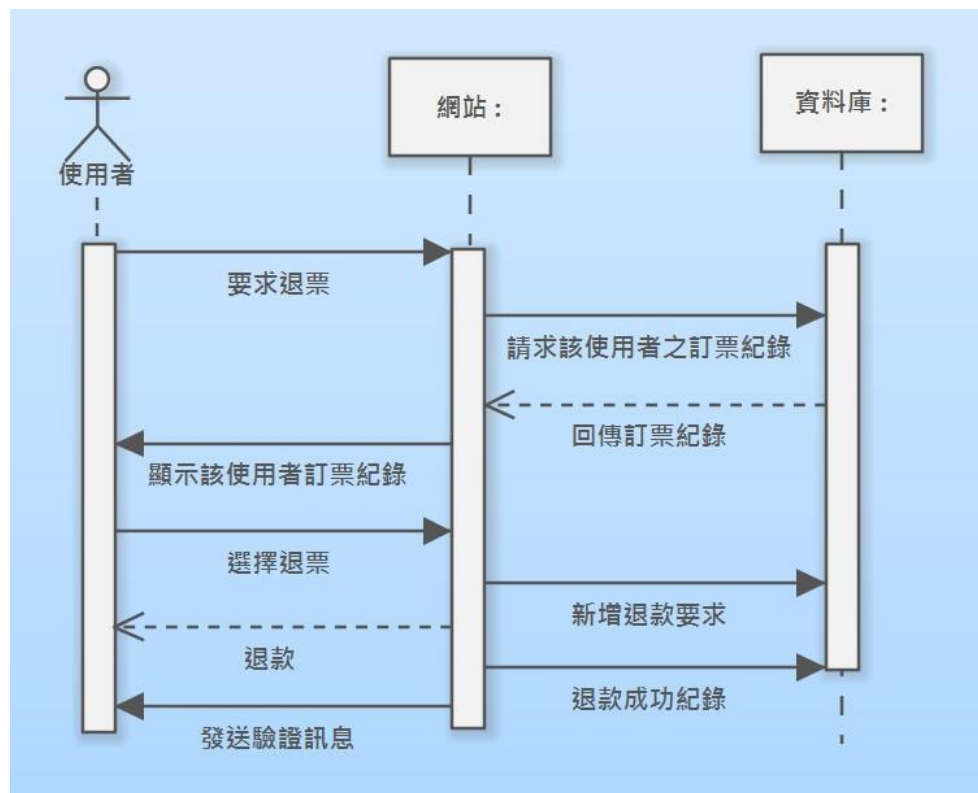 使用者
網站：
資料庫：
要求退票
請求該使用者之訂票紀錄
回傳訂票紀錄
顯示該使用者訂票紀錄
選擇退票
新增退款要求
退款
退款成功紀錄
發送驗證訊息